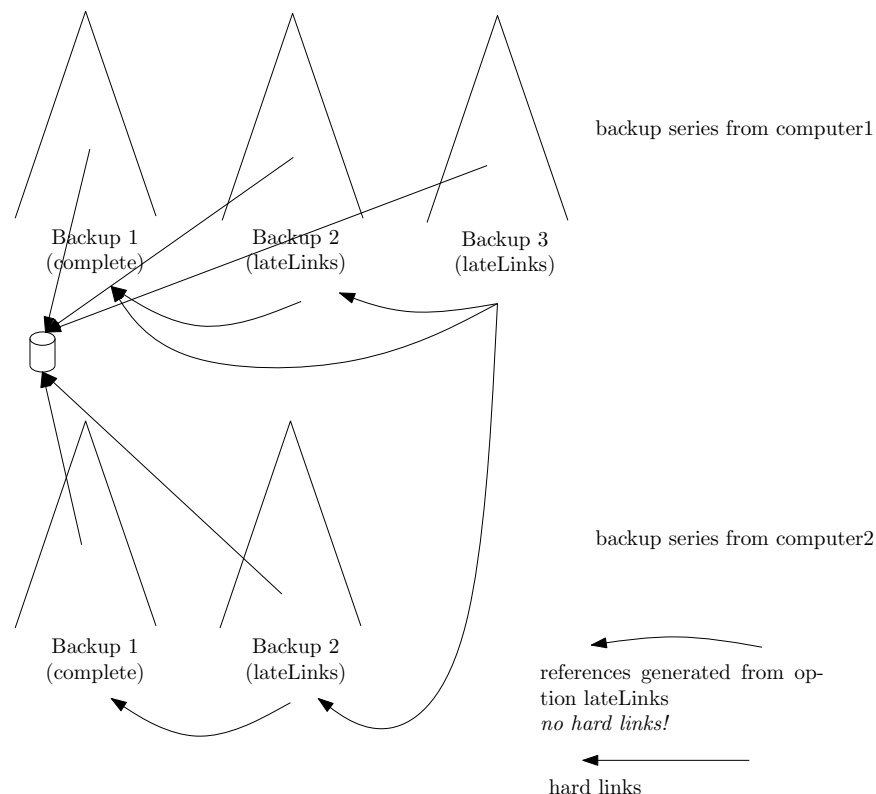 backup series from computer1
Backup 1
(complete)
Backup 2
(lateLinks)
Backup 3
(lateLinks)
backup series from computer2
Backup 1
(complete)
Backup 2
(lateLinks)
references generated from op-
tion lateLinks
no hard links!
hard links